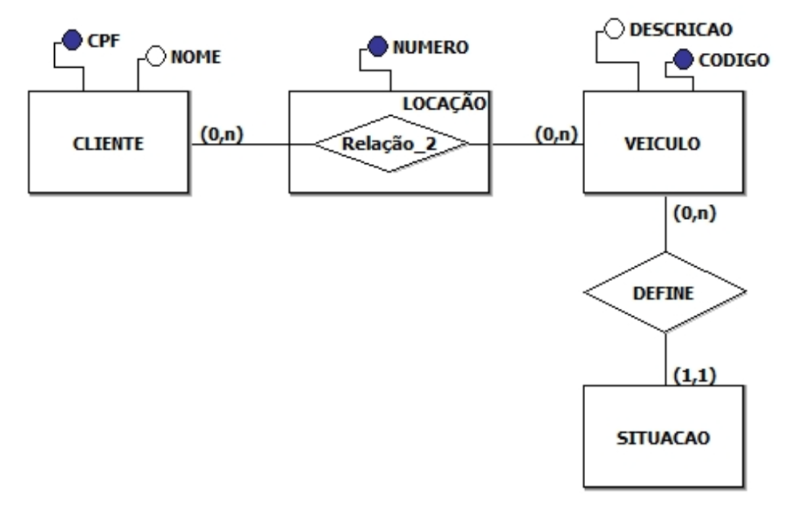 CPF
NOME
CLIENTE
(0,n)
NUMERO
LOCAÇÃO
Relação_2
(0,n)
DESCRICAO
CODIGO
VEICULO
(0,n)
DEFINE
(1,1)
SITUACAO